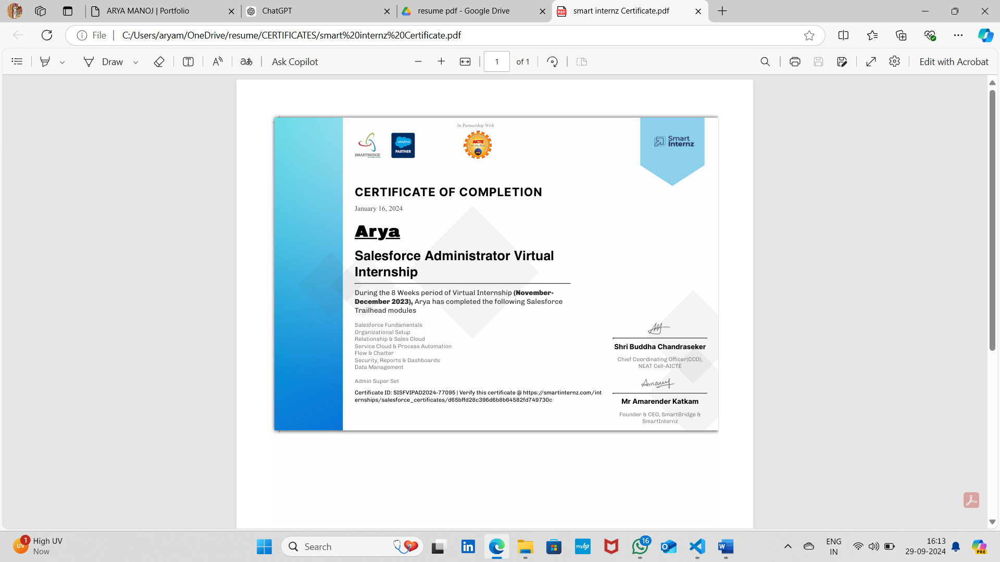 ARYA MANOJ | Portfolio
ChatGPT
resume pdf - Google Drive
smart internz Certificate.pdf
File
C:/Users/aryam/OneDrive/resume/CERTIFICATES/smart%20internz%20Certificate.pdf
Draw
aあ
Ask Copilot
1
of 1
Edit with Acrobat
In Partnership With
SMARTBRIDGE
salesforce
PARTNER
AICTE
Smart
Internz
CERTIFICATE OF COMPLETION
January 16, 2024
Arya
Salesforce Administrator Virtual
Internship
During the 8 Weeks period of Virtual Internship (November-
December 2023), Arya has completed the following Salesforce
Trailhead modules
Salesforce Fundamentals
Organizational Setup
Relationship & Sales Cloud
Service Cloud & Process Automation
Flow & Chatter
Security, Reports & Dashboards
Data Management
Admin Super Set
Certificate ID: SISFVIPAD2024-77095 | Verify this certificate @ https://smartinternz.com/int
ernships/salesforce_certificates/d65bffd28c396d6b8b64582fd749730c
Shri Buddha Chandraseker
Chief Coordinating Officer(CCO),
NEAT Cell-AICTE
Mr Amarender Katkam
Founder & CEO, SmartBridge &
SmartInternz
1
UV
High UV
Now
Search
myhp
16
ENG
IN
16:13
29-09-2024
PRE